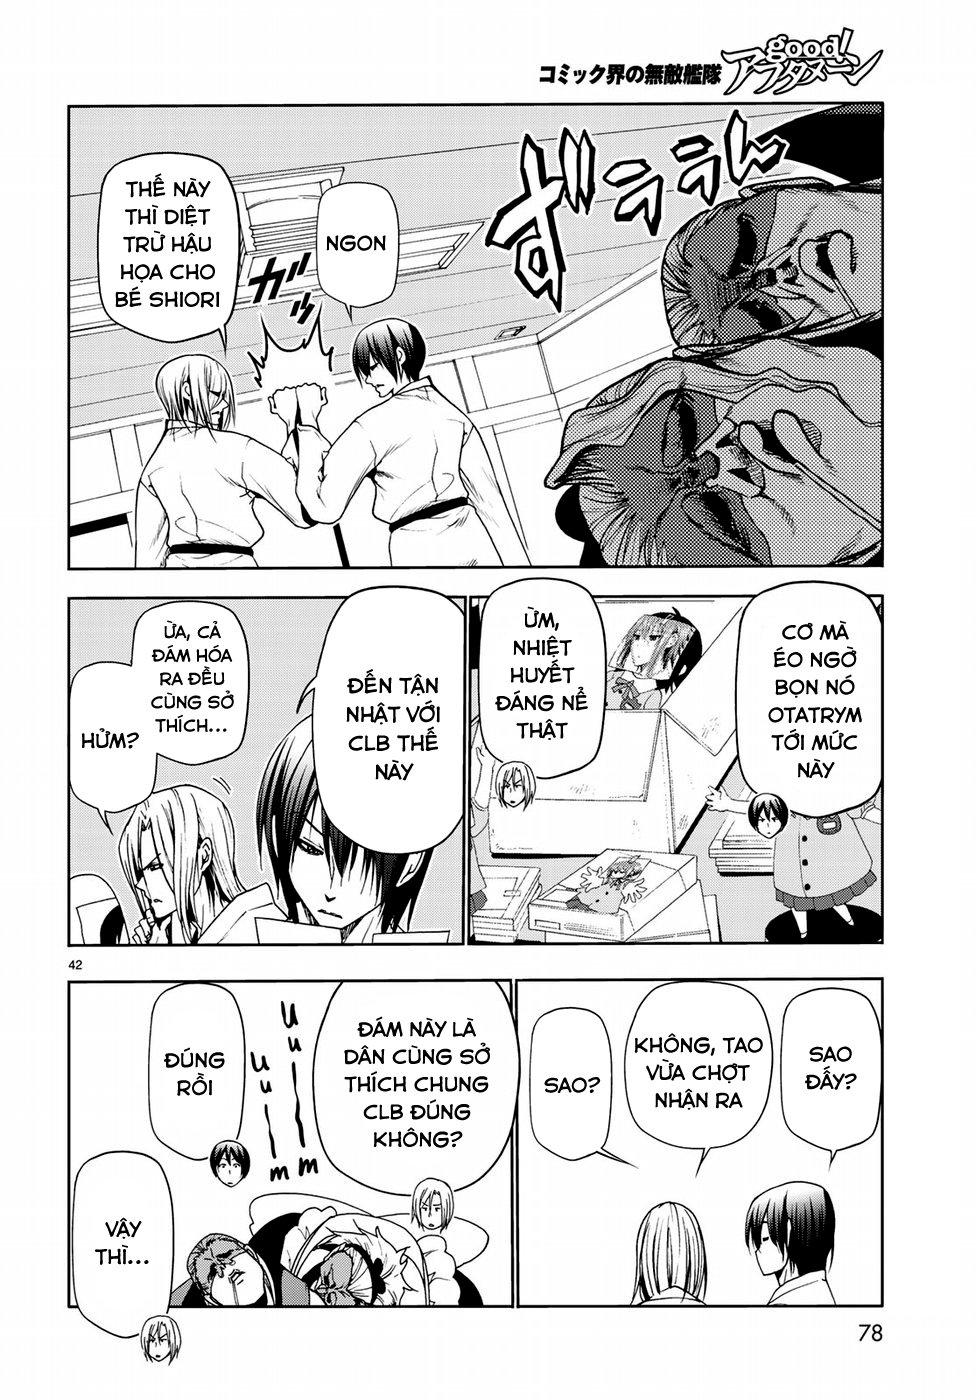 コミック界の無敵艦隊
good!
アフタヌーン
ず
ららん
NGON
ガッ
THẾ NÀY
THÌ DIỆT
TRỪ HẬU
HỌA CHO
BÉ SHIORI
CƠ MÀ
ÉO NGỜ
BỌN NÓ
OTATRYM
TỚI MỨC
NÀY
ỪM,
NHIỆT
HUYẾT
ĐÁNG NỂ
THẬT
ĐẾN TẬN
NHẬT VỚI
CLB THẾ
NÀY
ỪA, CẢ
ĐÁM HÓA
RA ĐỀU
CÙNG SỞ
THÍCH...
HỬM?
42
SAO
ĐẤY?
KHÔNG, TAO
VỪA CHỢT
NHẬN RA
SAO?
ĐÁM NÀY LÀ
DÂN CÙNG SỞ
THÍCH CHUNG
CLB ĐÚNG
KHÔNG?
UuUm
UuUm
ĐÚNG
RỒI
VẬY
THÌ...
78